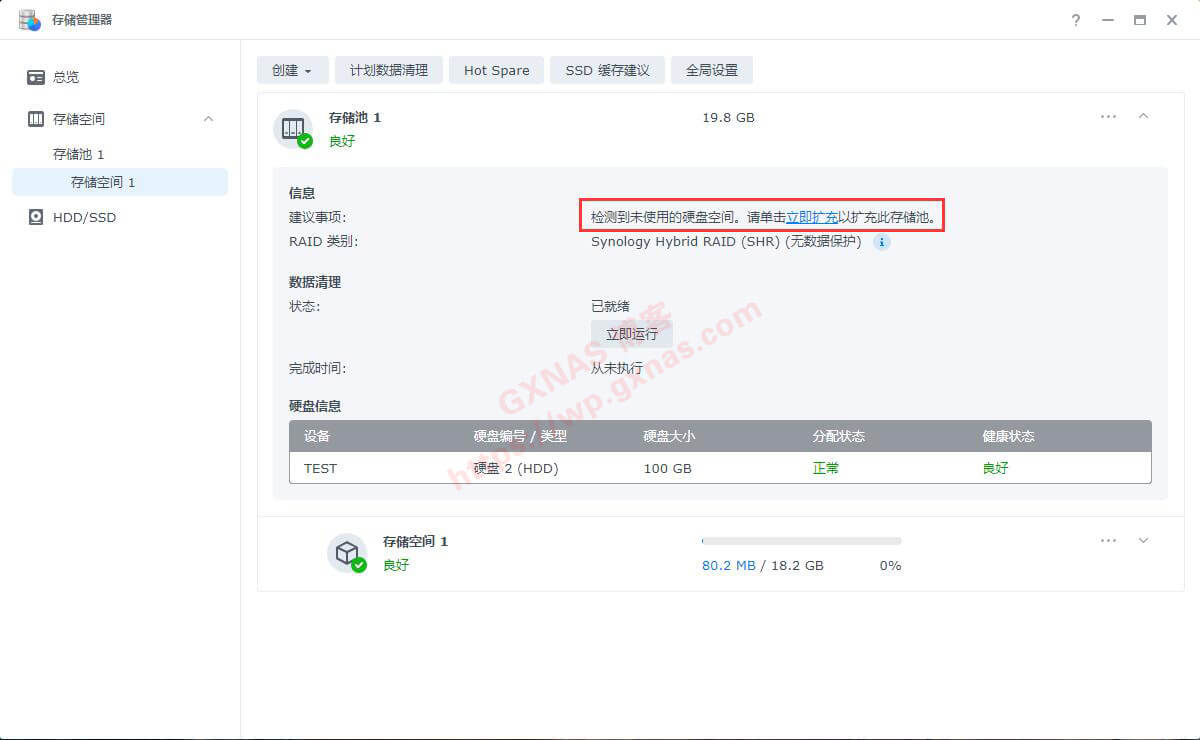 存储管理器
?
总览
存储空间
存储池 1
存储空间 1
HDD/SSD
创建
计划数据清理
Hot Spare
SSD 缓存建议
全局设置
存储池 1
19.8 GB
良好
信息
建议事项:
检测到未使用的硬盘空间。请单击立即扩充以扩充此存储池。
RAID 类别:
Synology Hybrid RAID (SHR) (无数据保护)
数据清理
状态:
已就绪
立即运行
完成时间:
从未执行
硬盘信息
设备 硬盘编号 / 类型 硬盘大小 分配状态 健康状态
TEST 硬盘 2 (HDD) 100 GB 正常 良好
GXNAS 博客
https://wp.gxnas.com
存储空间 1
良好
80.2 MB / 18.2 GB 0%